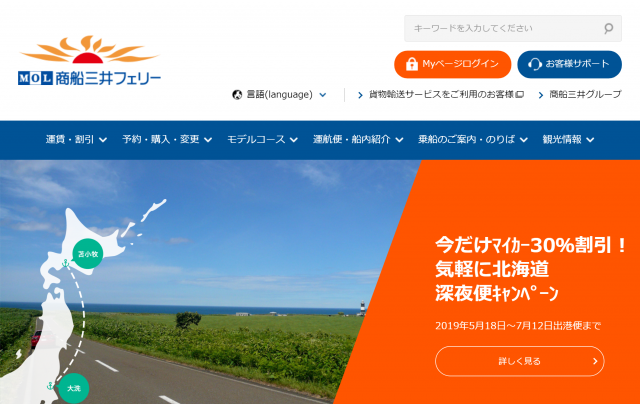 キーワードを入力してください
MOL 商船三井フェリー
Myページログイン
お客様サポート
言語(language)
貨物輸送サービスをご利用のお客様
商船三井グループ
運賃・割引
予約・購入・変更
モデルコース
運航便・船内紹介
乗船のご案内・のりば
観光情報
苫小牧
大洗
今だけﾏｲｶｰ30%割引！
気軽に北海道
深夜便ｷｬﾝﾍﾟｰﾝ
2019年5月18日～7月12日出港便まで
詳しく見る